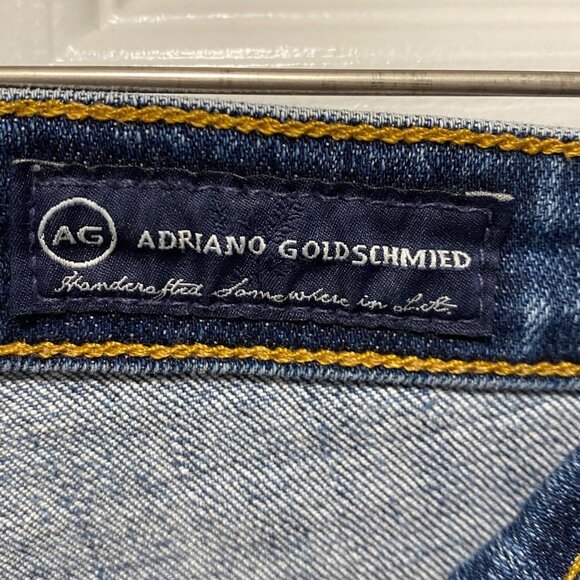 AG ADRIANO GOLDSCHMIED
Handcrafted Somewhere in L.A.